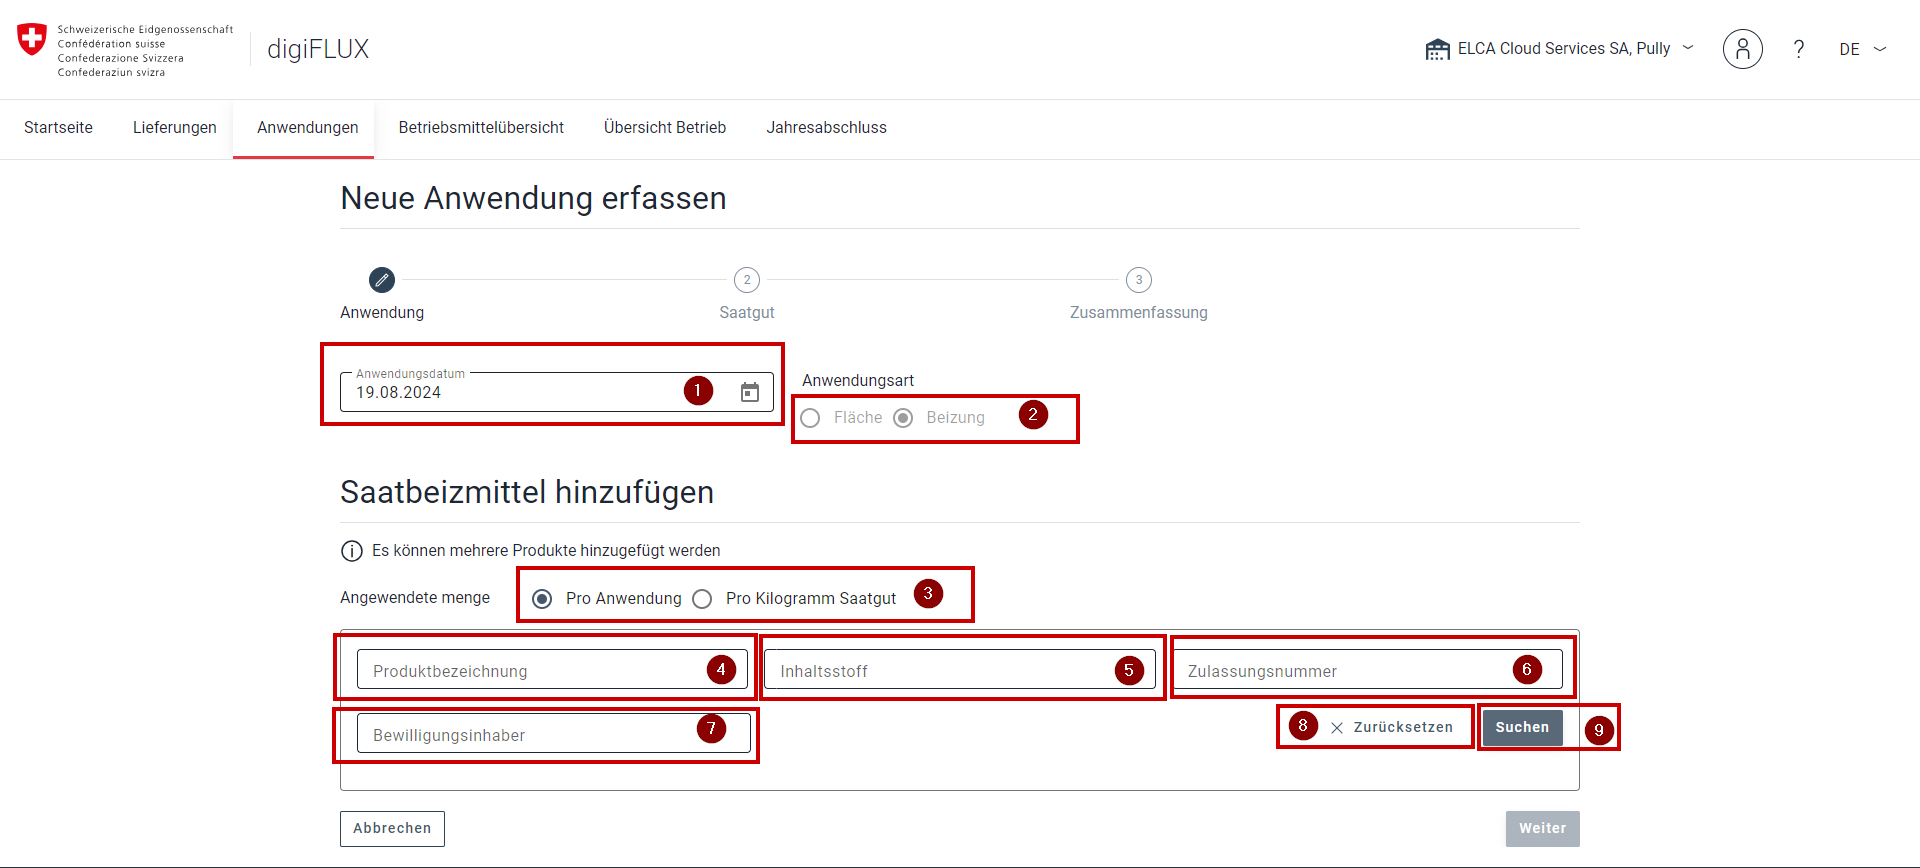 Schweizerische Eidgenossenschaft
Confédération suisse
Confederazione Svizzera
Confederaziun svizra
digiFLUX
ELCA Cloud Services SA, Pully
?
DE
Startseite
Lieferungen
Anwendungen
Betriebsmittelübersicht
Übersicht Betrieb
Jahresabschluss
Neue Anwendung erfassen
2
3
Anwendung
Saatgut
Zusammenfassung
Anwendungsdatum
19.08.2024
1
Anwendungsart
Fläche
Beizung
2
Saatbeizmittel hinzufügen
Es können mehrere Produkte hinzugefügt werden
Angewendete menge
Pro Anwendung
Pro Kilogramm Saatgut
3
Produktbezeichnung
4
Inhaltsstoff
5
Zulassungsnummer
6
Bewilligungsinhaber
7
8
Zurücksetzen
Suchen
9
Abbrechen
Weiter